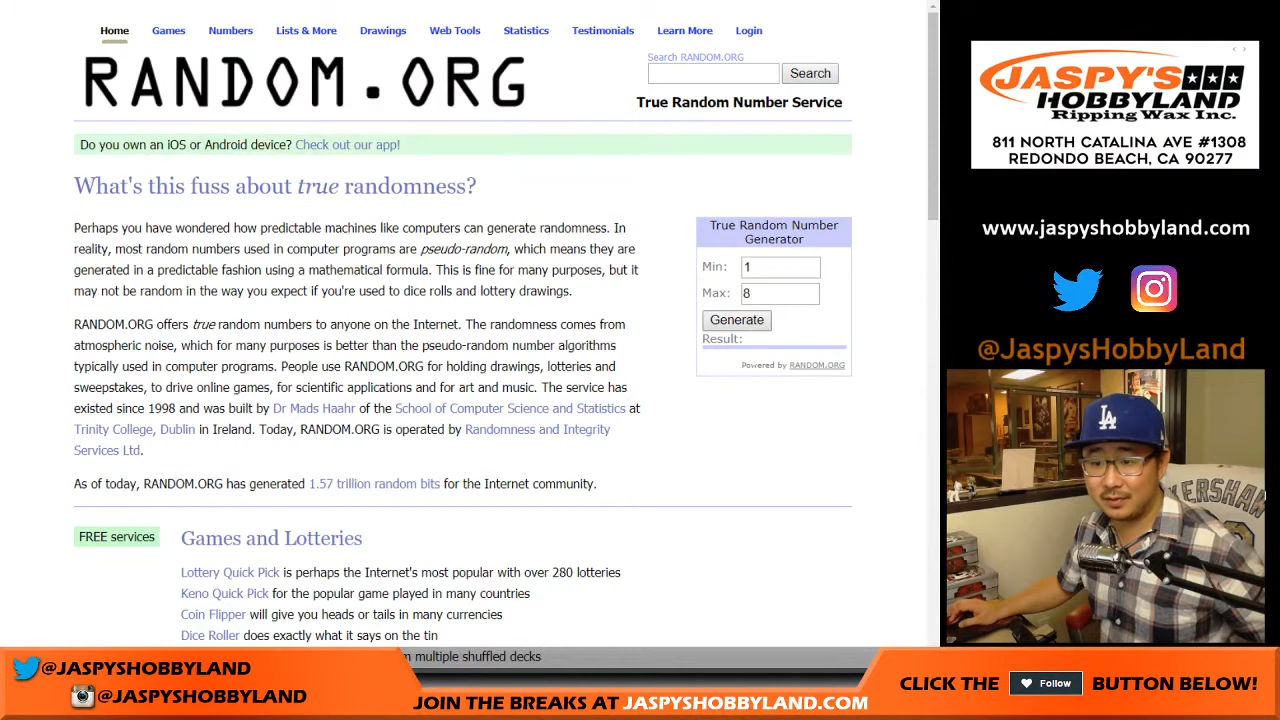 Home Games Numbers Lists & More Drawings Web Tools Statistics Testimonials Learn More Login
RANDOM.ORG
Search RANDOM.ORG
Search
True Random Number Service
Do you own an iOS or Android device? Check out our app!
What's this fuss about true randomness?
Perhaps you have wondered how predictable machines like computers can generate randomness. In
reality, most random numbers used in computer programs are pseudo-random, which means they are
generated in a predictable fashion using a mathematical formula. This is fine for many purposes, but it
may not be random in the way you expect if you're used to dice rolls and lottery drawings.
RANDOM.ORG offers true random numbers to anyone on the Internet. The randomness comes from
atmospheric noise, which for many purposes is better than the pseudo-random number algorithms
typically used in computer programs. People use RANDOM.ORG for holding drawings, lotteries and
sweepstakes, to drive online games, for scientific applications and for art and music. The service has
existed since 1998 and was built by Dr Mads Haahr of the School of Computer Science and Statistics at
Trinity College, Dublin in Ireland. Today, RANDOM.ORG is generated by Randomness and Integrity
Services Ltd.
As of today, RANDOM.ORG has generated 1.57 trillion random bits for the Internet community.
True Random Number
Generator
Min: 1
Max: 8
Generate
Result:
Powered by RANDOM.ORG
FREE services
Games and Lotteries
Lottery Quick Pick is perhaps the Internet's most popular with over 280 lotteries
Keno Quick Pick for the popular game played in many countries
Coin Flipper will give you heads or tails in many currencies
Dice Roller does exactly what it says on the tin
multiple shuffled decks
JASPY'S
HOBBYLAND
Ripping Wax Inc.
811 NORTH CATALINA AVE #1308
REDONDO BEACH, CA 90277
www.jaspyshobbyland.com
@JaspysHobbyLand
LA
KERSHAW
@JASPYSHOBBYLAND
@JASPYSHOBBYLAND
JOIN THE BREAKS AT JASPYSHOBBYLAND.COM
CLICK THE Follow BUTTON BELOW!